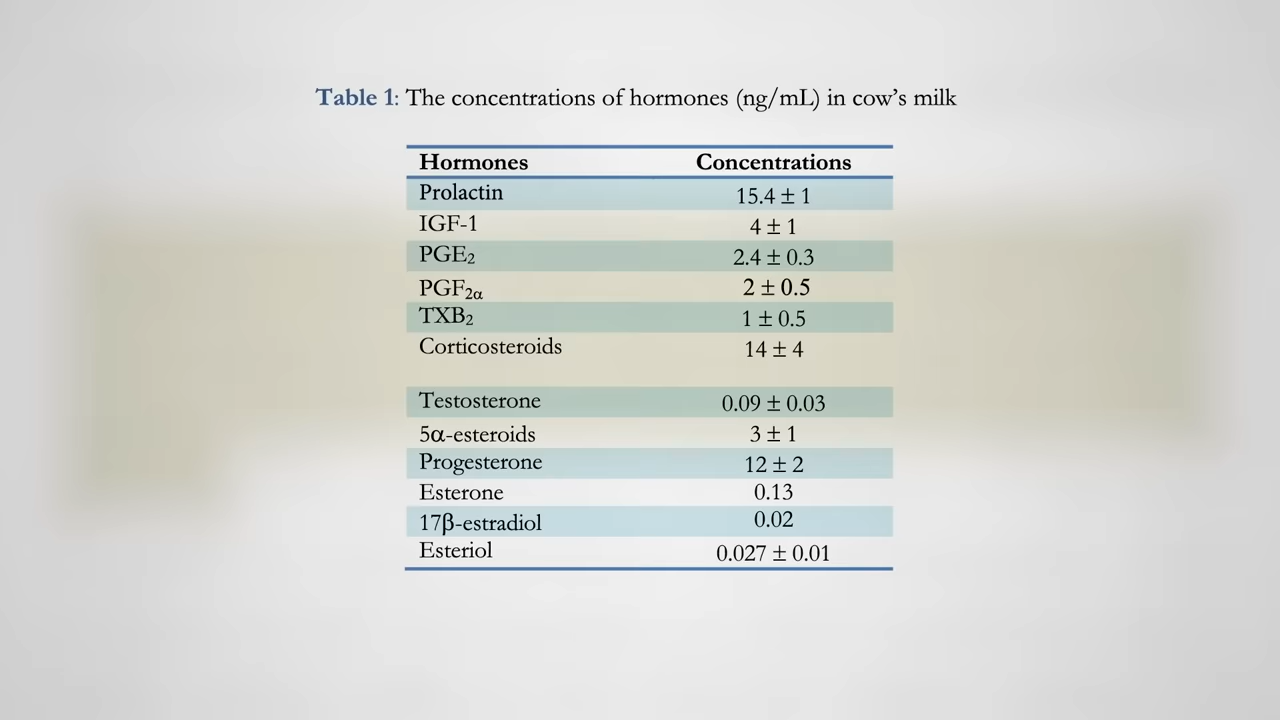 Table 1: The concentrations of hormones (ng/mL) in cow's milk
Hormones Concentrations
Prolactin 15.4 ± 1
IGF-1 4 ± 1
PGE₂ 2.4 ± 0.3
PGF₂α 2 ± 0.5
TXB₂ 1 ± 0.5
Corticosteroids 14 ± 4
Testosterone 0.09 ± 0.03
5α-esteroids 3 ± 1
Progesterone 12 ± 2
Esterone 0.13
17β-estradiol 0.02
Esteriol 0.027 ± 0.01